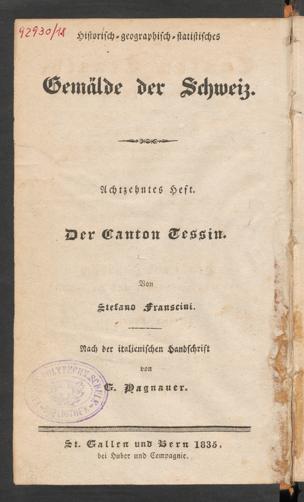 42930/18
Historisch-geographisch-statistisches
Gemälde der Schweiz.
Achtzehntes Heft.
Der Canton Tessin.
Von
Stefano Franscini.
Nach der italienischen Handschrift
von
G. Hagnauer.
St. Gallen und Bern 1835.
bei Huber und Compagnie.